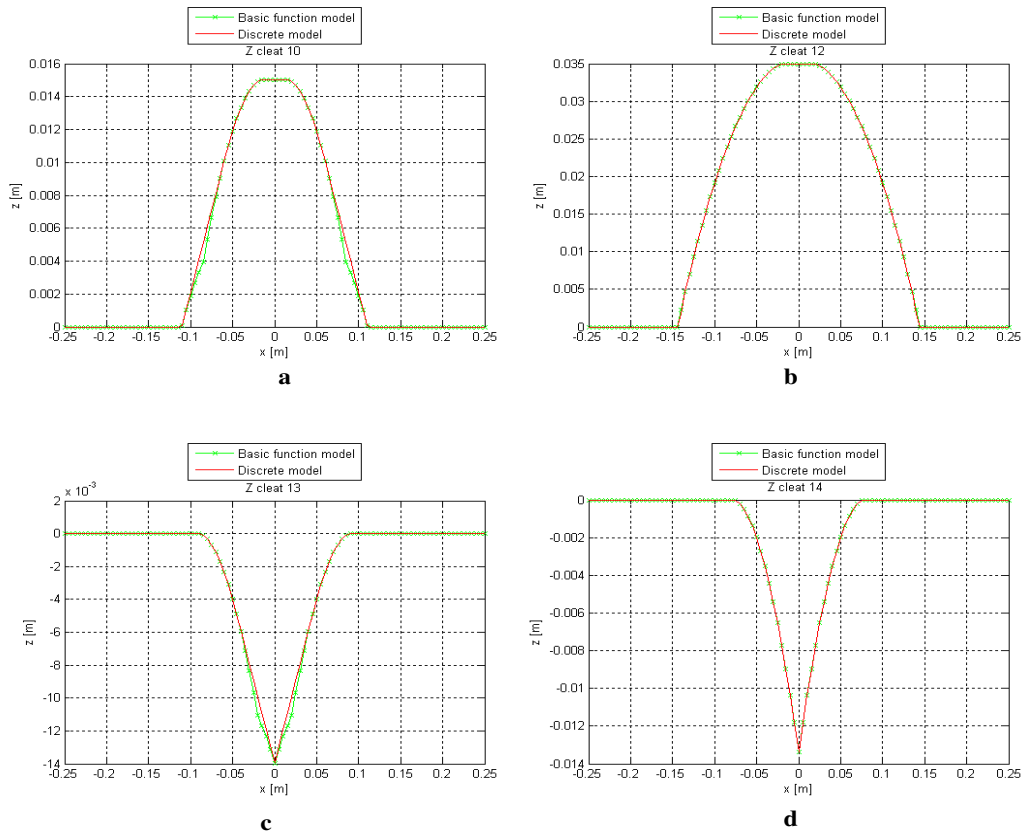 Basic function model
Discrete model
Z cleat 10
0.016
0.014
0.012
0.01
0.008
0.006
0.004
0.002
0
z [m]
-0.25 -0.2 -0.15 -0.1 -0.05 0 0.05 0.1 0.15 0.2 0.25
x [m]
a
Basic function model
Discrete model
Z cleat 12
0.035
0.03
0.025
0.02
0.015
0.01
0.005
0
z [m]
-0.25 -0.2 -0.15 -0.1 -0.05 0 0.05 0.1 0.15 0.2 0.25
x [m]
b
Basic function model
Discrete model
Z cleat 13
x 10-3
2
0
-2
-4
-6
-8
-10
-12
-14
z [m]
-0.25 -0.2 -0.15 -0.1 -0.05 0 0.05 0.1 0.15 0.2 0.25
x [m]
c
Basic function model
Discrete model
Z cleat 14
0
-0.002
-0.004
-0.006
-0.008
-0.01
-0.012
-0.014
z [m]
-0.25 -0.2 -0.15 -0.1 -0.05 0 0.05 0.1 0.15 0.2 0.25
x [m]
d